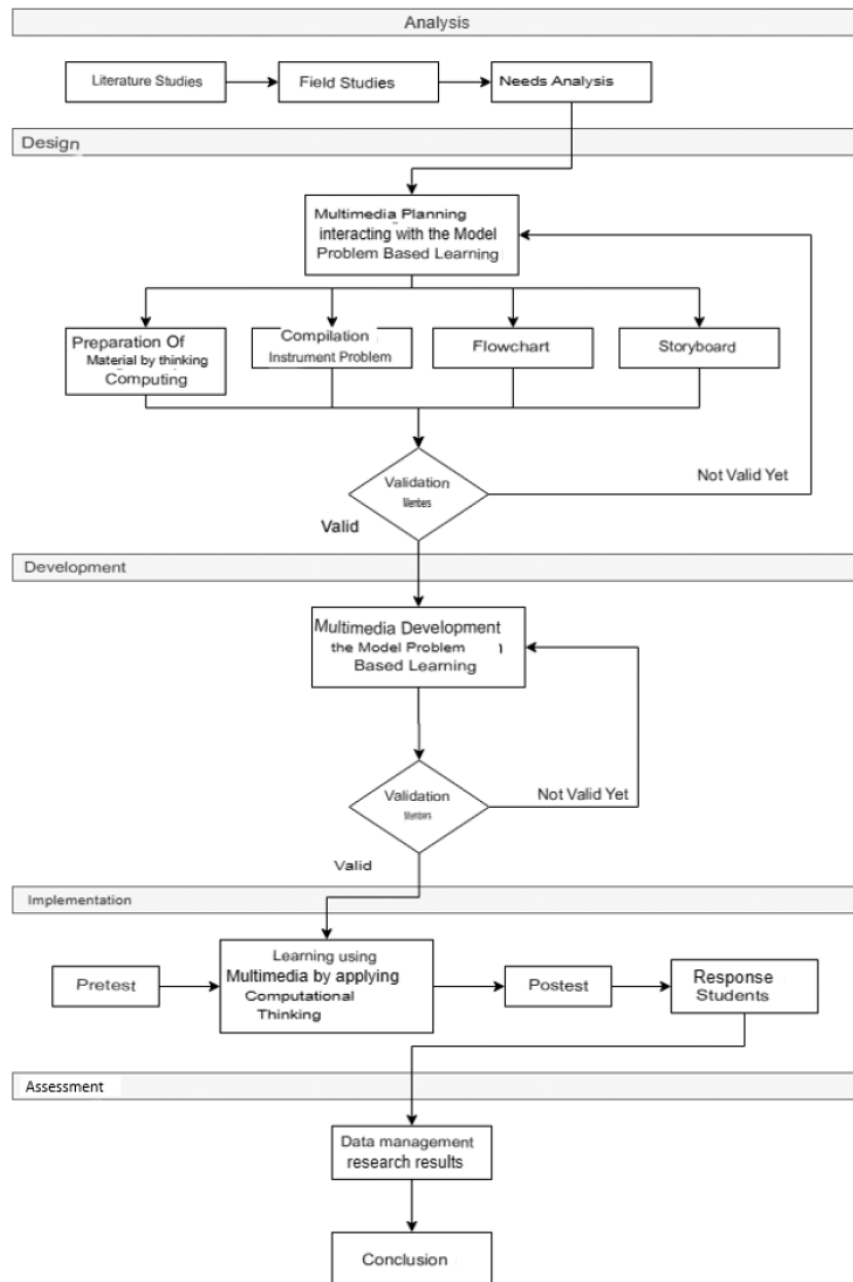 Analysis
Literature Studies
Field Studies
Needs Analysis
Design
Multimedia Planning
interacting with the Model
Problem Based Learning
Preparation Of
Material by thinking
Computing
Compilation
Instrument Problem
Flowchart
Storyboard
Validation
Members
Not Valid Yet
Valid
Development
Multimedia Development
the Model Problem
Based Learning
Validation
Members
Not Valid Yet
Valid
Implementation
Pretest
Learning using
Multimedia by applying
Computational
Thinking
Postest
Response
Students
Assessment
Data management
research results
Conclusion